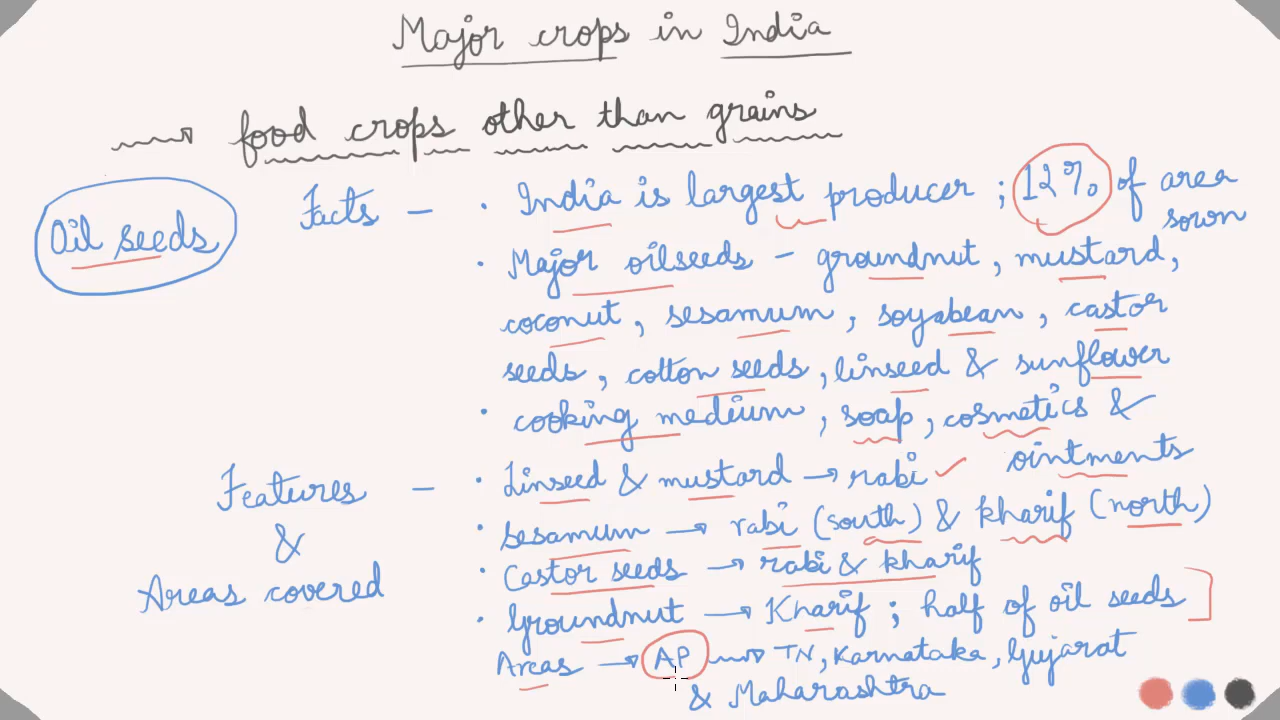 Major crops in India
food crops other than grains
Oil seeds
Facts - • India is largest producer ; 12% of area sown
• Major oilseeds - groundnut, mustard,
coconut, sesamum, soyabean, castor
seeds, cotton seeds, linseed & sunflower
• cooking medium, soap, cosmetics & ointments
Features & Areas covered - • Linseed & mustard → rabi
• Sesamum → rabi (south) & kharif (north)
• Castor seeds → rabi & kharif
• Groundnut → Kharif ; half of oil seeds
Areas → AP → TN, Karnataka, Gujarat
& Maharashtra